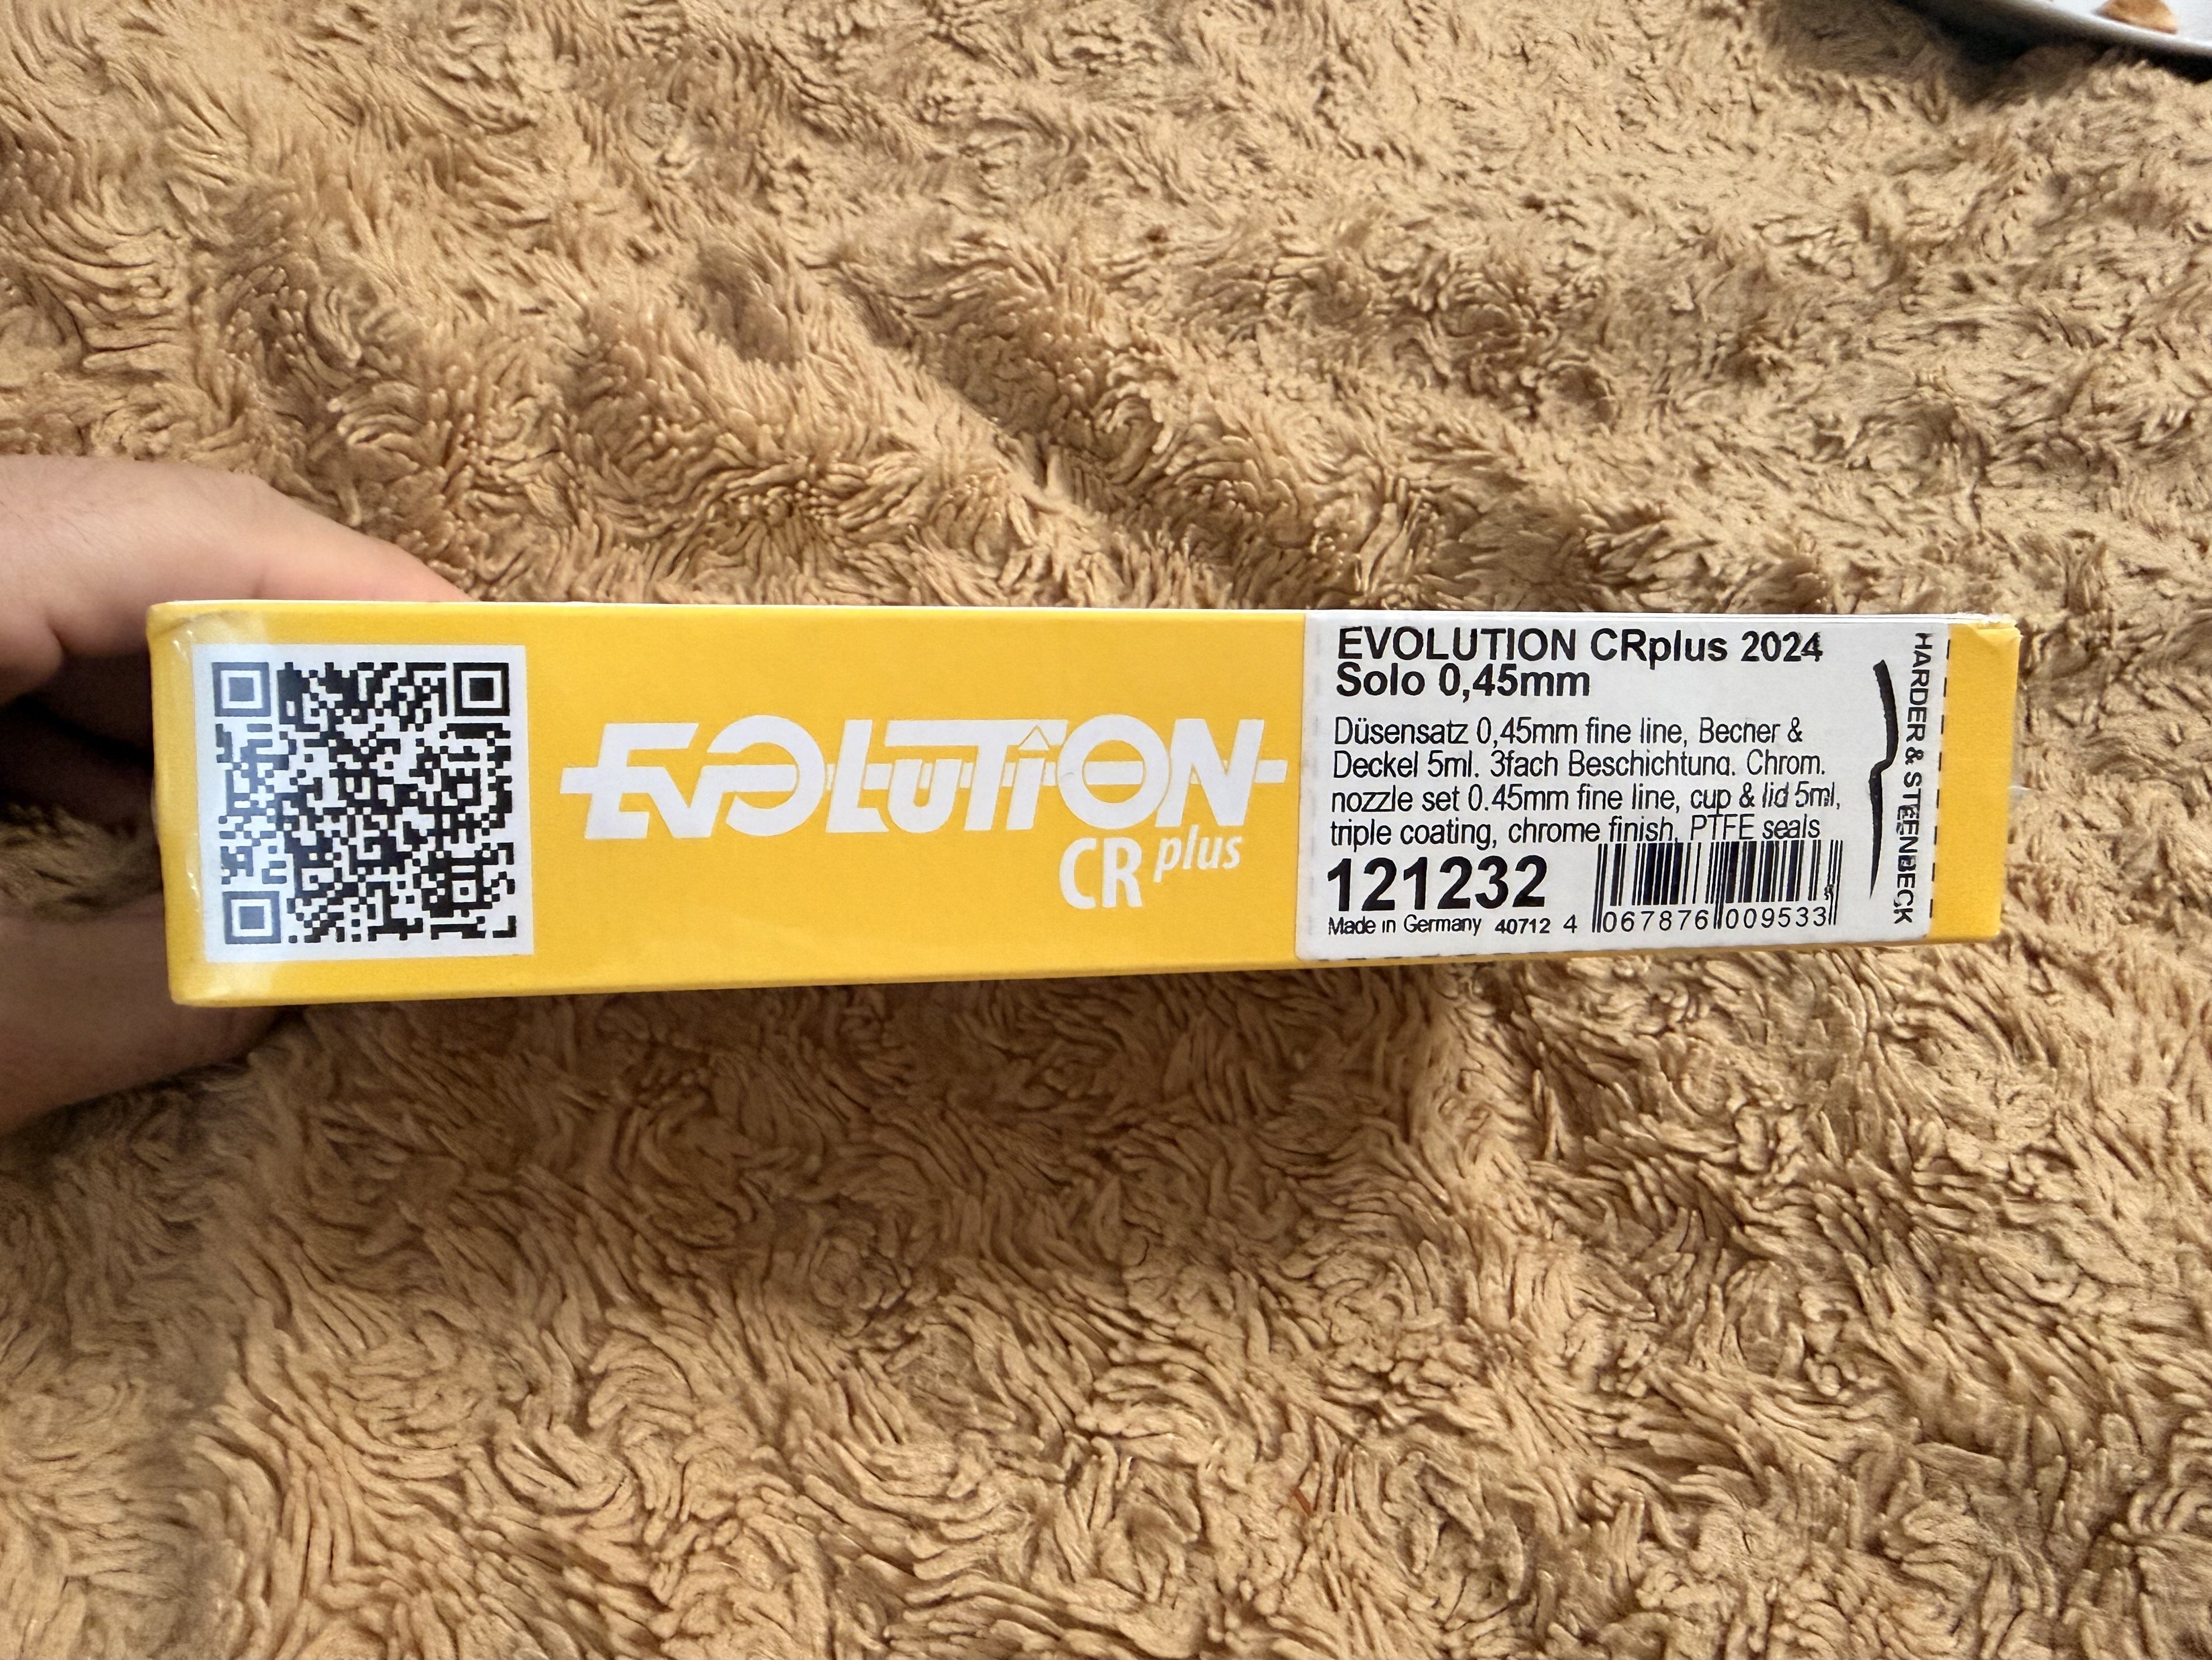 EVOLUTION
CR plus
EVOLUTION CRplus 2024
Solo 0,45mm
Düsensatz 0,45mm fine line, Becher &
Deckel 5ml, 3fach Beschichtung, Chrom,
nozzle set 0.45mm fine line, cup & lid 5ml,
triple coating, chrome finish, PTFE seals
121232
Made in Germany 40712 4 067876 009533
HARDER & STEENBECK